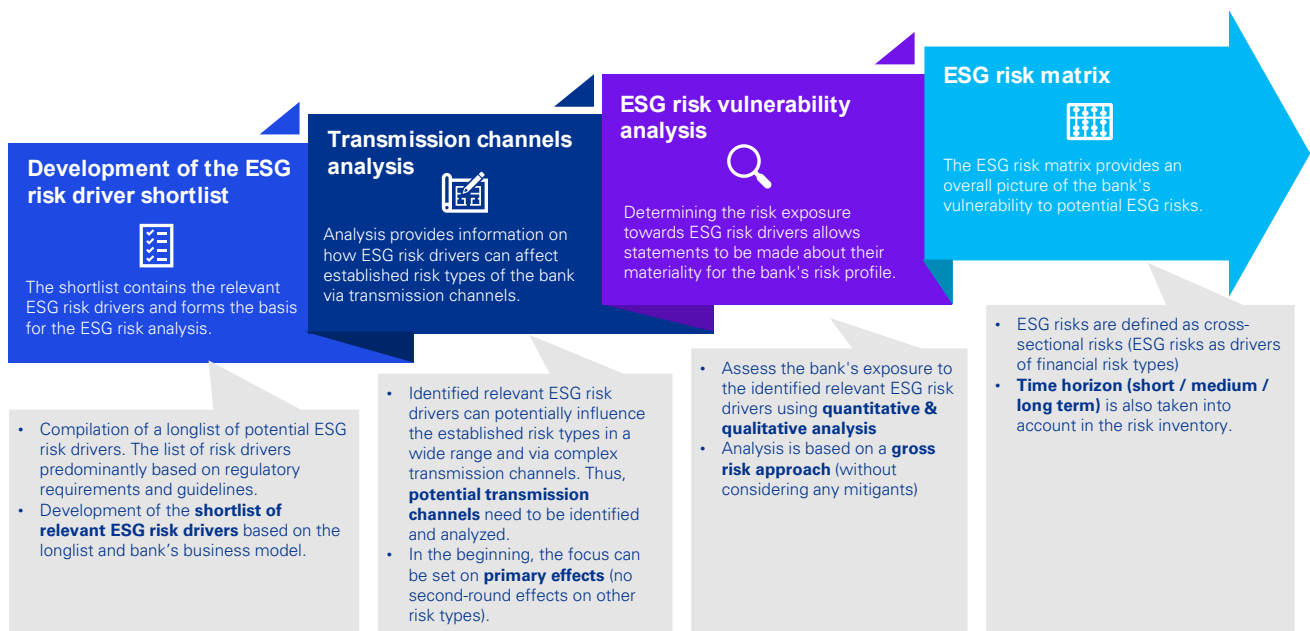 Development of the ESG
risk driver shortlist
The shortlist contains the relevant
ESG risk drivers and forms the basis
for the ESG risk analysis.
• Compilation of a longlist of potential ESG
risk drivers. The list of risk drivers
predominantly based on regulatory
requirements and guidelines.
• Development of the shortlist of
relevant ESG risk drivers based on the
longlist and bank's business model.
Transmission channels
analysis
Analysis provides information on
how ESG risk drivers can affect
established risk types of the bank
via transmission channels.
• Identified relevant ESG risk
drivers can potentially influence
the established risk types in a
wide range and via complex
transmission channels. Thus,
potential transmission
channels need to be identified
and analyzed.
• In the beginning, the focus can
be set on primary effects (no
second-round effects on other
risk types).
ESG risk vulnerability
analysis
Determining the risk exposure
towards ESG risk drivers allows
statements to be made about their
materiality for the bank's risk profile.
• Assess the bank's exposure to
the identified relevant ESG risk
drivers using quantitative &
qualitative analysis
• Analysis is based on a gross
risk approach (without
considering any mitigants)
ESG risk matrix
The ESG risk matrix provides an
overall picture of the bank's
vulnerability to potential ESG risks.
• ESG risks are defined as cross-
sectional risks (ESG risks as drivers
of financial risk types)
• Time horizon (short / medium /
long term) is also taken into
account in the risk inventory.